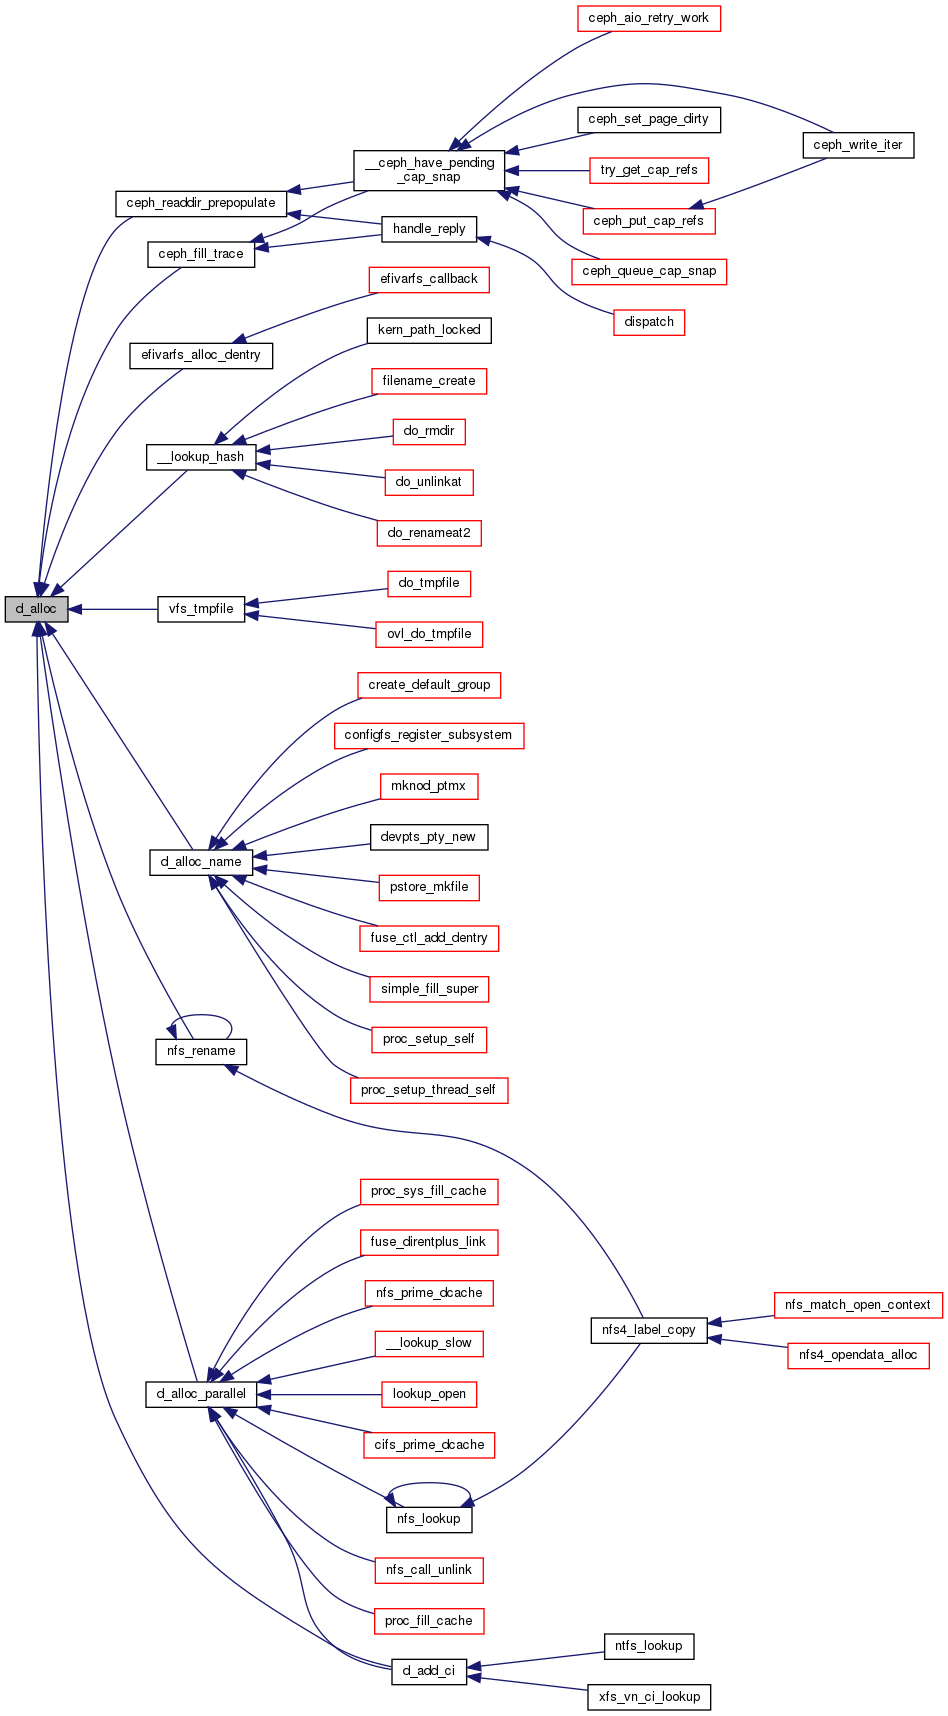 ceph_aio_retry_work
ceph_set_page_dirty
ceph_write_iter
__ceph_have_pending
_cap_snap
try_get_cap_refs
ceph_readdir_prepopulate
ceph_put_cap_refs
handle_reply
ceph_fill_trace
ceph_queue_cap_snap
efivarfs_callback
dispatch
kern_path_locked
efivarfs_alloc_dentry
filename_create
do_rmdir
__lookup_hash
do_unlinkat
do_renameat2
do_tmpfile
d_alloc
vfs_tmpfile
ovl_do_tmpfile
create_default_group
configfs_register_subsystem
mknod_ptmx
devpts_pty_new
d_alloc_name
pstore_mkfile
fuse_ctl_add_dentry
simple_fill_super
proc_setup_self
nfs_rename
proc_setup_thread_self
proc_sys_fill_cache
fuse_direntplus_link
nfs_prime_dcache
nfs_match_open_context
nfs4_label_copy
__lookup_slow
nfs4_opendata_alloc
d_alloc_parallel
lookup_open
cifs_prime_dcache
nfs_lookup
nfs_call_unlink
proc_fill_cache
ntfs_lookup
d_add_ci
xfs_vn_ci_lookup